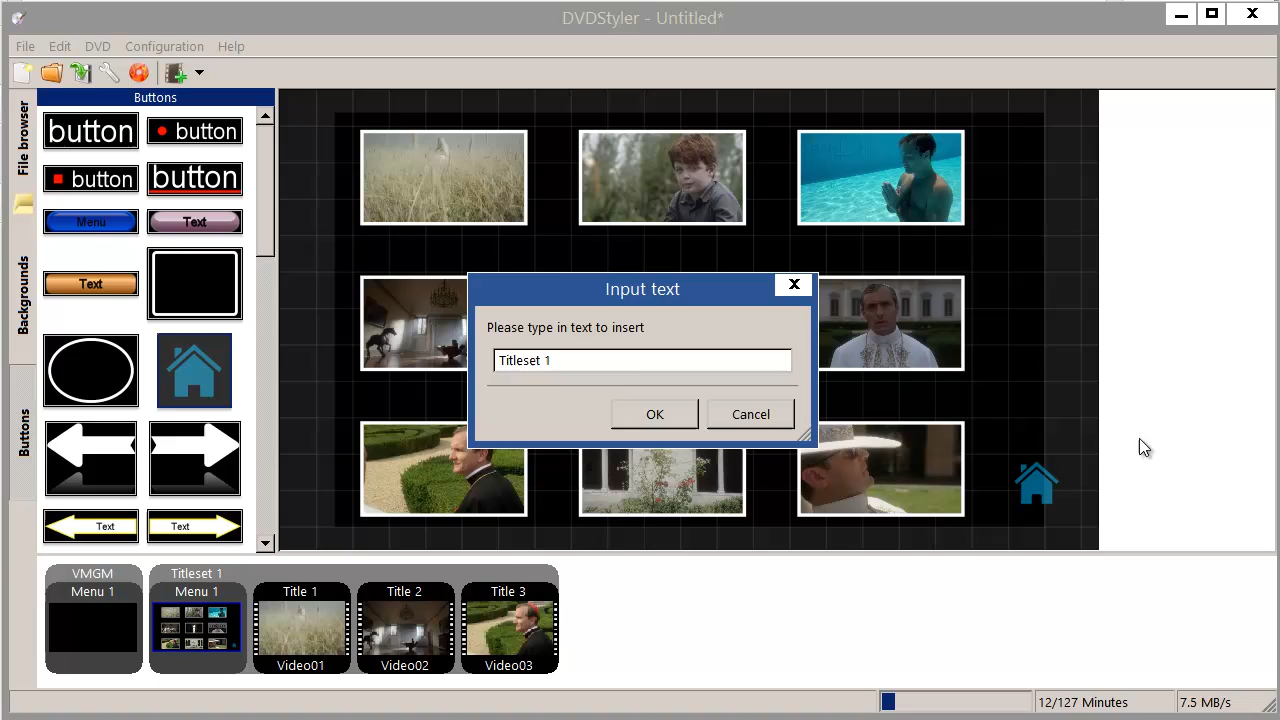 DVDStyler - Untitled*
File Edit DVD Configuration Help
File browser
Backgrounds
Buttons
Buttons
button
button
button
button
Menu
Text
Text
Text
Text
Input text
Please type in text to insert
Titleset 1
OK
Cancel
VMGM
Menu 1
Titleset 1
Menu 1
Title 1
Video01
Title 2
Video02
Title 3
Video03
12/127 Minutes
7.5 MB/s